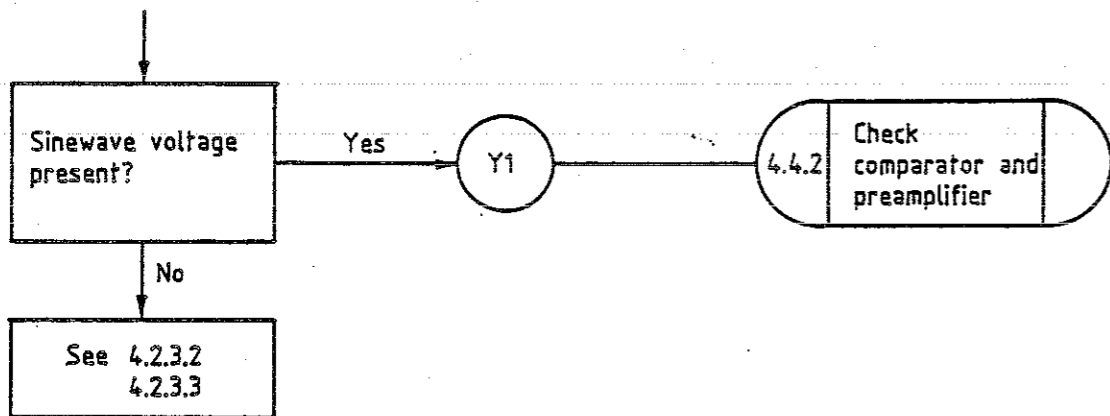 Sinewave voltage
present?
Yes
Y1
4.4.2
Check
comparator and
preamplifier
No
See 4.2.3.2
4.2.3.3